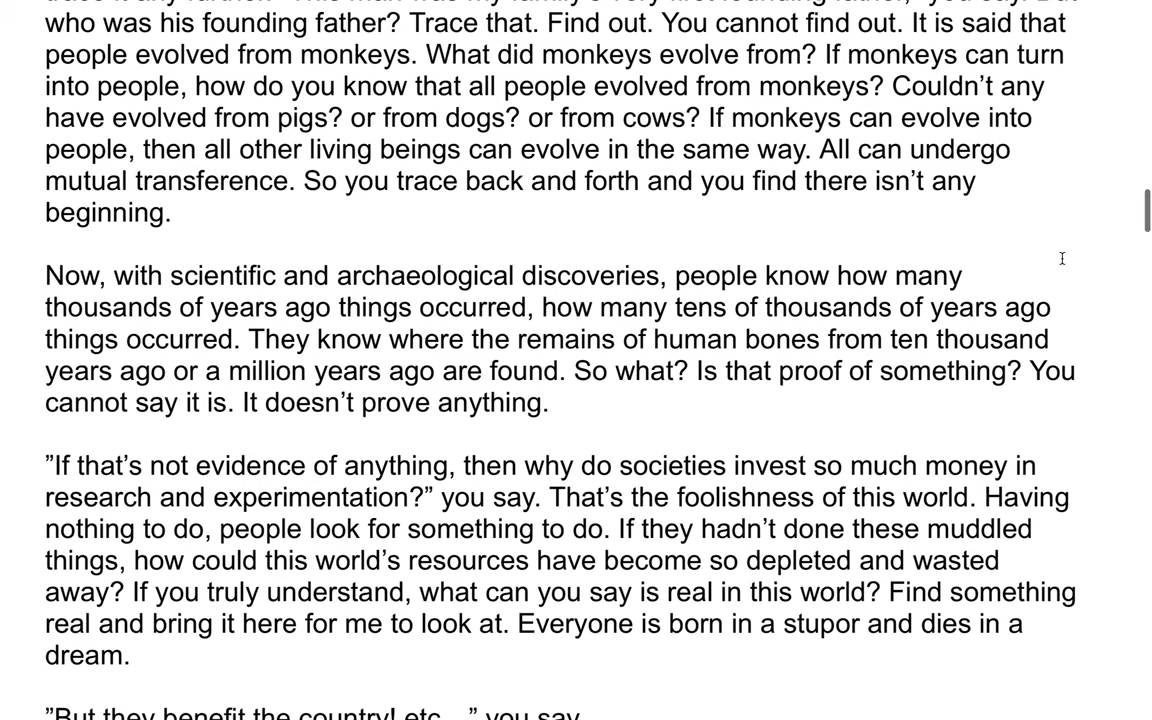 who was his founding father? Trace that. Find out. You cannot find out. It is said that
people evolved from monkeys. What did monkeys evolve from? If monkeys can turn
into people, how do you know that all people evolved from monkeys? Couldn’t any
have evolved from pigs? or from dogs? or from cows? If monkeys can evolve into
people, then all other living beings can evolve in the same way. All can undergo
mutual transference. So you trace back and forth and you find there isn’t any
beginning.
Now, with scientific and archaeological discoveries, people know how many
thousands of years ago things occurred, how many tens of thousands of years ago
things occurred. They know where the remains of human bones from ten thousand
years ago or a million years ago are found. So what? Is that proof of something? You
cannot say it is. It doesn’t prove anything.
”If that’s not evidence of anything, then why do societies invest so much money in
research and experimentation?” you say. That’s the foolishness of this world. Having
nothing to do, people look for something to do. If they hadn’t done these muddled
things, how could this world’s resources have become so depleted and wasted
away? If you truly understand, what can you say is real in this world? Find something
real and bring it here for me to look at. Everyone is born in a stupor and dies in a
dream.
”But they benefit the country! etc...” you say.